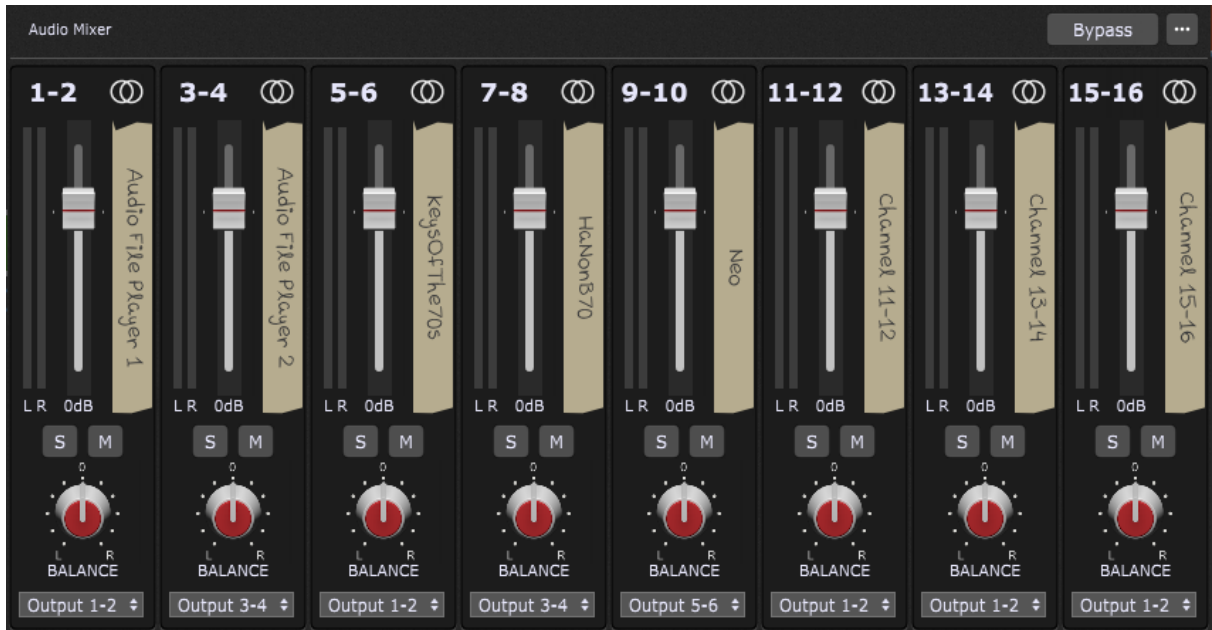 Audio Mixer Bypass ...
1-2 3-4 5-6 7-8 9-10 11-12 13-14 15-16
Audio File Player 1
Audio File Player 2
KeysOfThe70s
HaNonB70
Neo
Channel 11-12
Channel 13-14
Channel 15-16
L R 0dB L R 0dB L R 0dB L R 0dB L R 0dB L R 0dB L R 0dB L R 0dB
S M S M S M S M S M S M S M S M
0 0 0 0 0 0 0 0
L R L R L R L R L R L R L R L R
BALANCE BALANCE BALANCE BALANCE BALANCE BALANCE BALANCE BALANCE
Output 1-2 Output 3-4 Output 1-2 Output 3-4 Output 5-6 Output 1-2 Output 1-2 Output 1-2